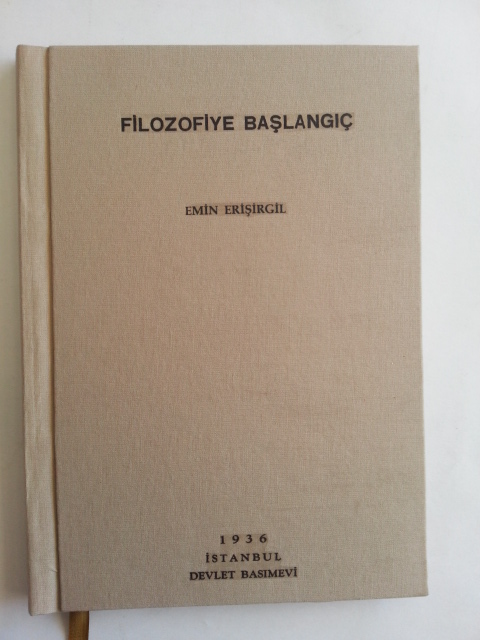 FİLOZOFİYE BAŞLANGIÇ
EMİN ERİŞİRGİL
1936
İSTANBUL
DEVLET BASIMEVİ